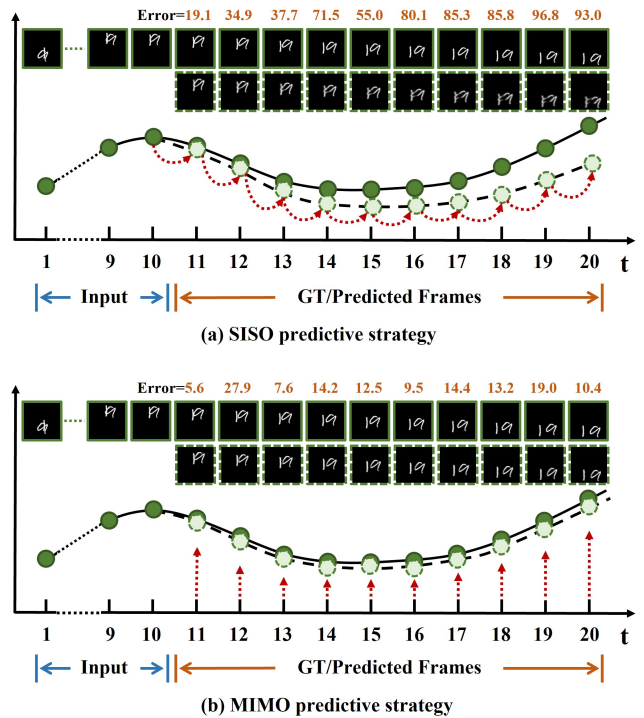 Error=19.1 34.9 37.7 71.5 55.0 80.1 85.3 85.8 96.8 93.0
1 9 10 11 12 13 14 15 16 17 18 19 20 t
Input GT/Predicted Frames
(a) SISO predictive strategy
Error=5.6 27.9 7.6 14.2 12.5 9.5 14.4 13.2 19.0 10.4
1 9 10 11 12 13 14 15 16 17 18 19 20 t
Input GT/Predicted Frames
(b) MIMO predictive strategy